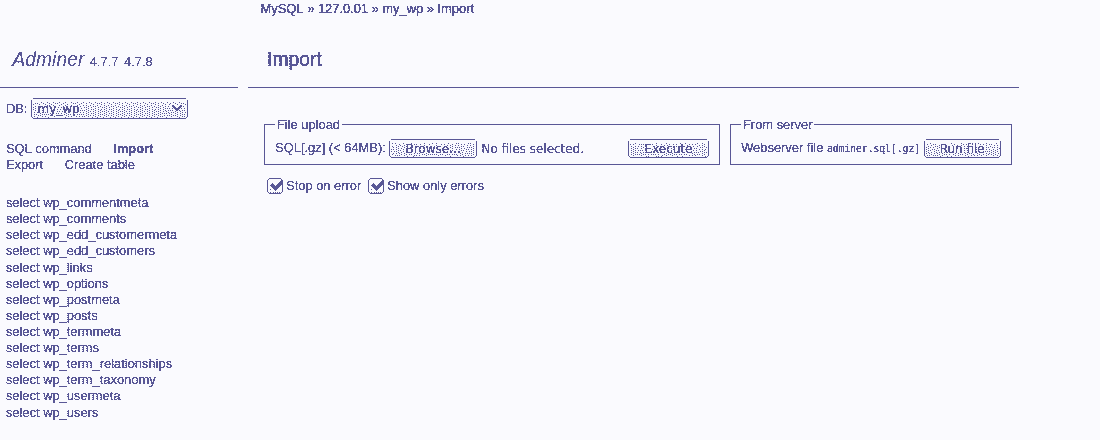 MySQL » 127.0.01 » my_wp » Import
Adminer 4.7.7 4.7.8
Import
DB: my_wp
SQL command Import
Export Create table
File upload
SQL[.gz] (< 64MB): Browse... No files selected. Execute
From server
Webserver file adminer.sql[.gz] Run file
Stop on error Show only errors
select wp_commentmeta
select wp_comments
select wp_edd_customermeta
select wp_edd_customers
select wp_links
select wp_options
select wp_postmeta
select wp_posts
select wp_termmeta
select wp_terms
select wp_term_relationships
select wp_term_taxonomy
select wp_usermeta
select wp_users